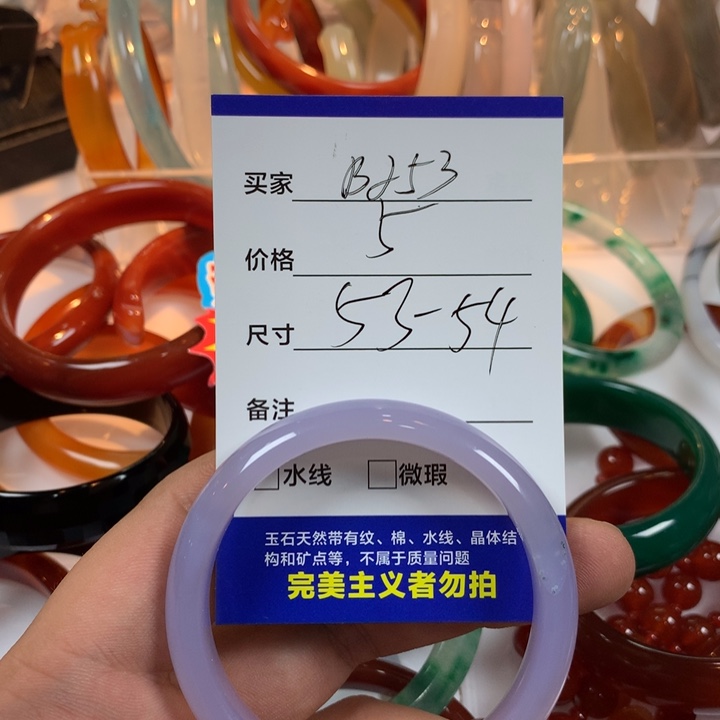 买家 Bd53
价格 5
尺寸 53-54
备注
水线 微瑕
玉石天然带有纹、棉、水线、晶体结
构和矿点等，不属于质量问题
完美主义者勿拍